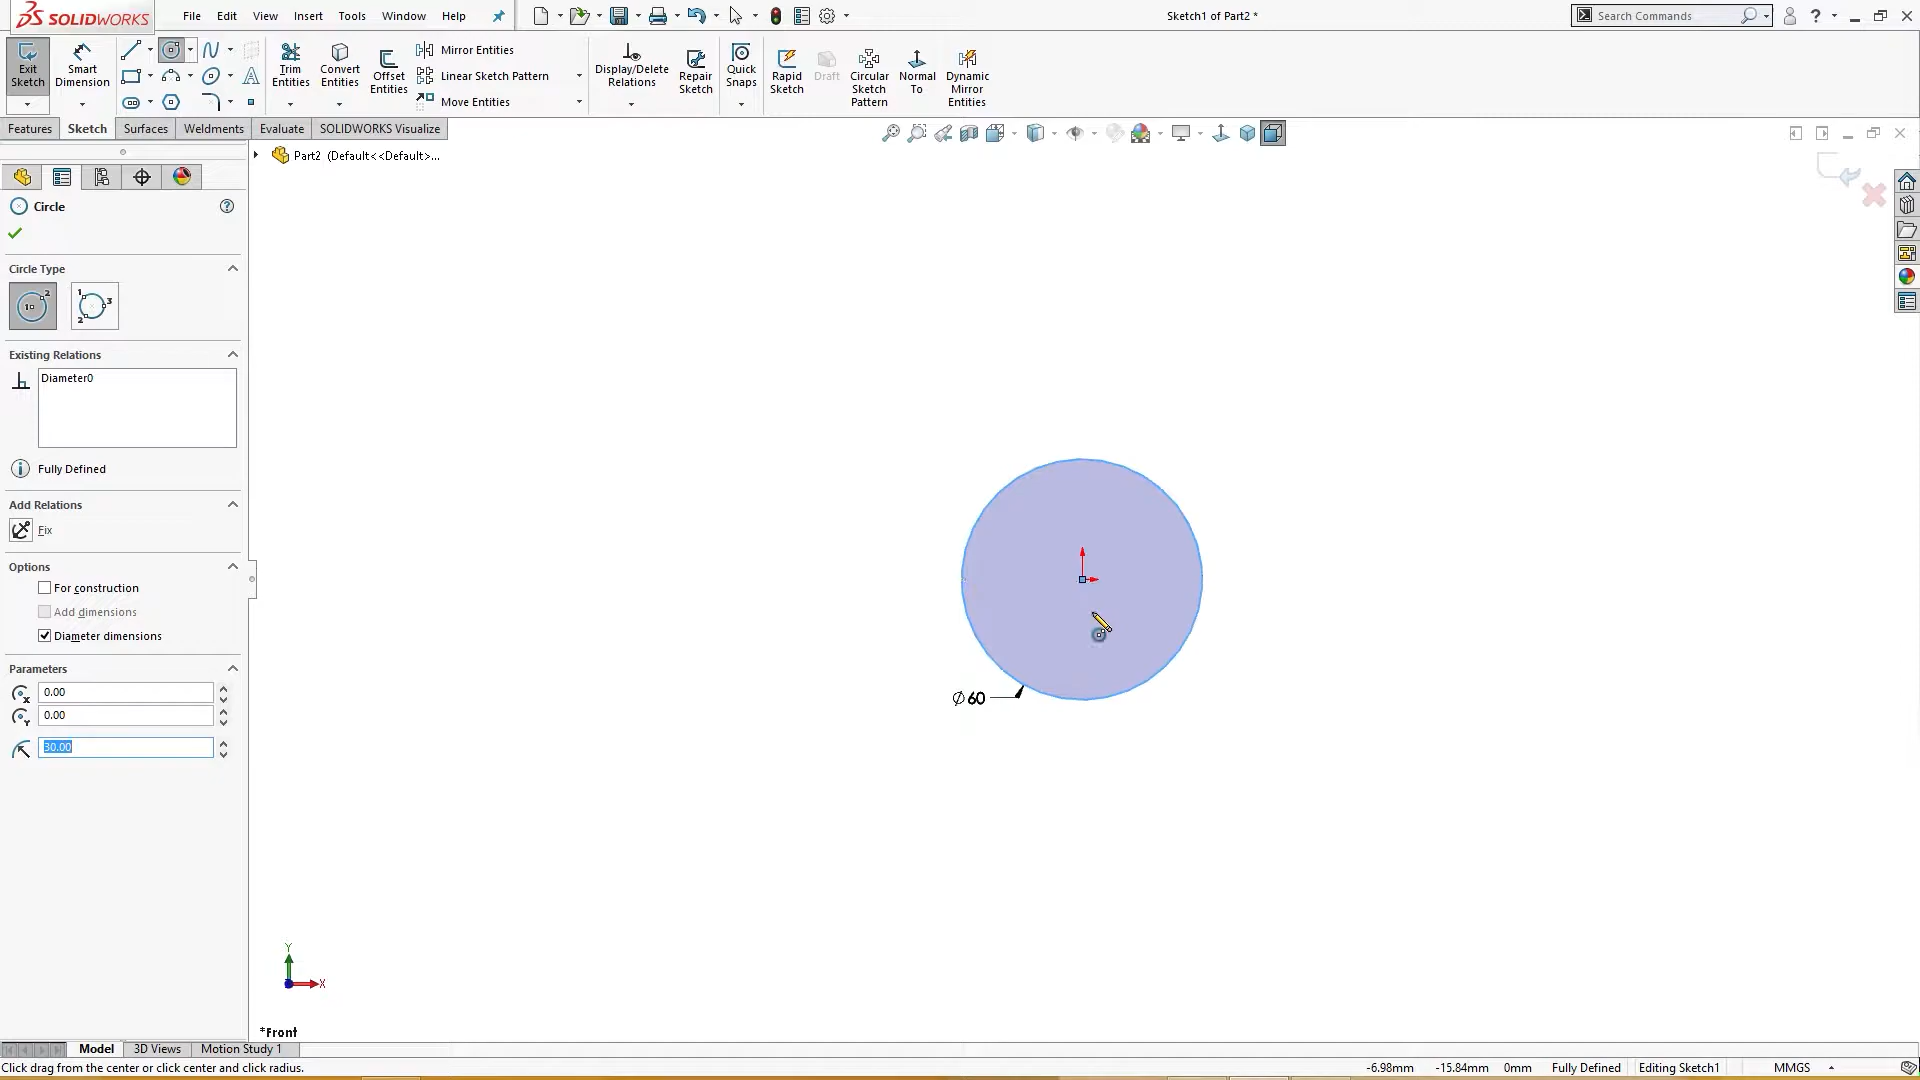 SOLIDWORKS File Edit View Insert Tools Window Help Sketch1 of Part2 * Search Commands
Exit Sketch
Smart Dimension
Trim Entities
Convert Entities
Offset Entities
Mirror Entities
Linear Sketch Pattern
Move Entities
Display/Delete Relations
Repair Sketch
Quick Snaps
Rapid Sketch
Draft
Circular Sketch Pattern
Normal To
Dynamic Mirror Entities
Features Sketch Surfaces Weldments Evaluate SOLIDWORKS Visualize
Part2 (Default<<Default>...
Circle
Circle Type
Existing Relations
Diameter0
Fully Defined
Add Relations
Fix
Options
For construction
Add dimensions
Diameter dimensions
Parameters
0.00
0.00
30.00
∅60
Y
X
*Front
Model 3D Views Motion Study 1
Click drag from the center or click center and click radius. -6.98mm -15.84mm 0mm Fully Defined Editing Sketch1 MMGS